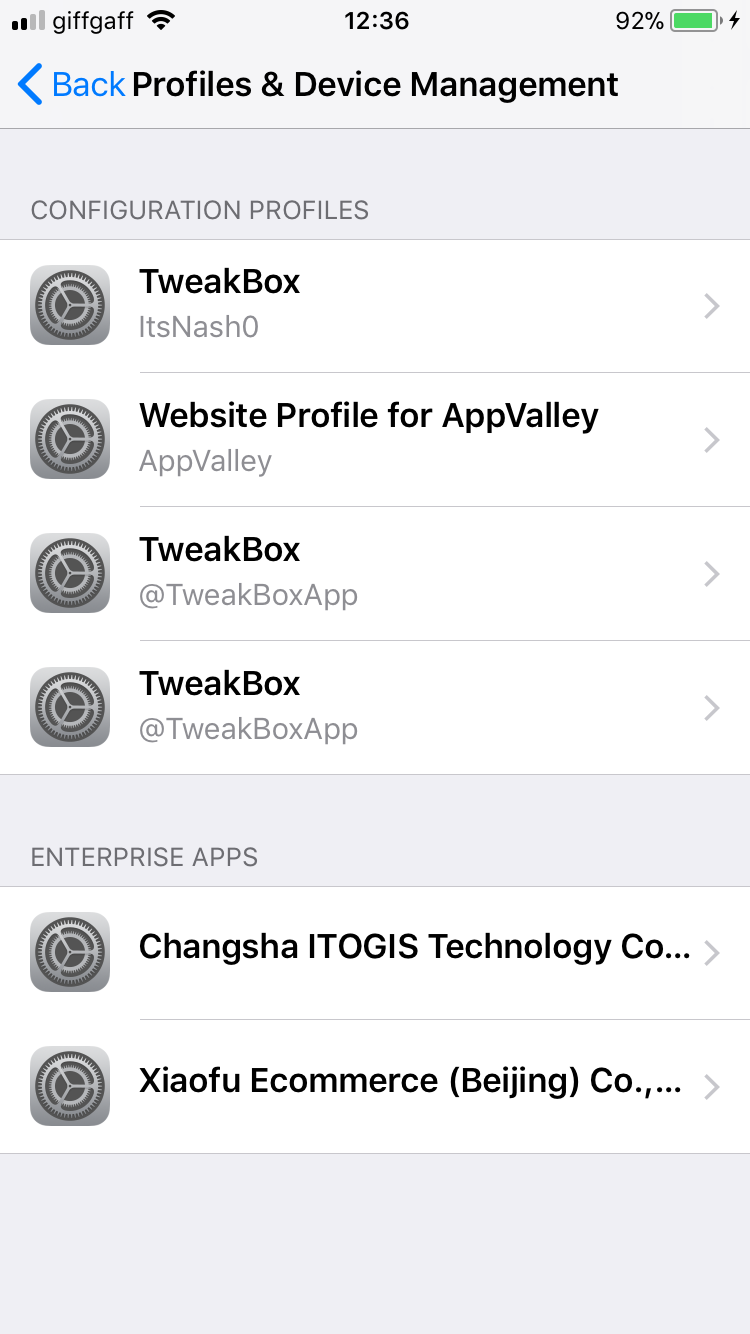 giffgaff 12:36 92%
Back Profiles & Device Management
CONFIGURATION PROFILES
TweakBox
ItsNash0
Website Profile for AppValley
AppValley
TweakBox
@TweakBoxApp
TweakBox
@TweakBoxApp
ENTERPRISE APPS
Changsha ITOGIS Technology Co...
Xiaofu Ecommerce (Beijing) Co.,...